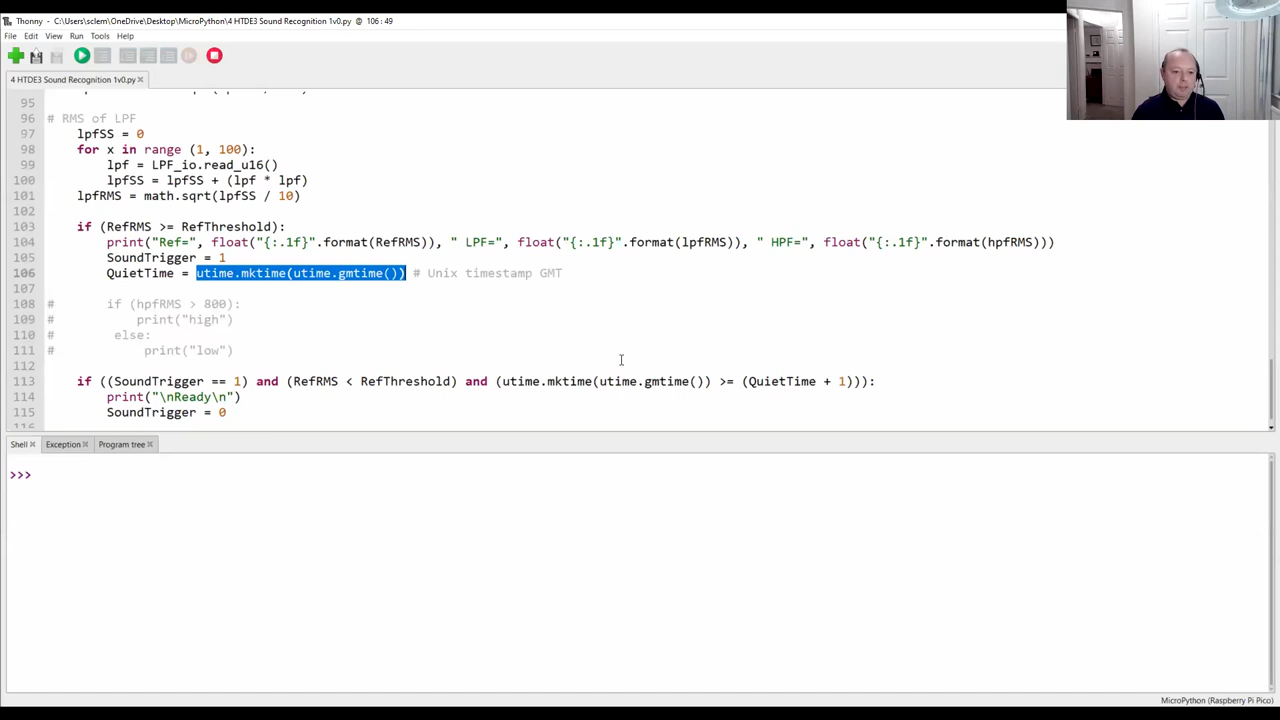 Thonny - C:\Users\sclem\OneDrive\Desktop\MicroPython\4 HTDE3 Sound Recognition 1v0.py @ 106 : 49
File Edit View Run Tools Help
4 HTDE3 Sound Recognition 1v0.py
95
96 # RMS of LPF
97 lpfSS = 0
98 for x in range (1, 100):
99 lpf = LPF_io.read_u16()
100 lpfSS = lpfSS + (lpf * lpf)
101 lpfRMS = math.sqrt(lpfSS / 10)
102
103 if (RefRMS >= RefThreshold):
104 print("Ref=", float("{:.1f}".format(RefRMS)), " LPF=", float("{:.1f}".format(lpfRMS)), " HPF=", float("{:.1f}".format(hpfRMS)))
105 SoundTrigger = 1
106 QuietTime = utime.mktime(utime.gmtime()) # Unix timestamp GMT
107
108 # if (hpfRMS > 800):
109 # print("high")
110 # else:
111 # print("low")
112
113 if ((SoundTrigger == 1) and (RefRMS < RefThreshold) and (utime.mktime(utime.gmtime()) >= (QuietTime + 1))):
114 print("\nReady\n")
115 SoundTrigger = 0
116
Shell Exception Program tree
>>>
MicroPython (Raspberry Pi Pico)